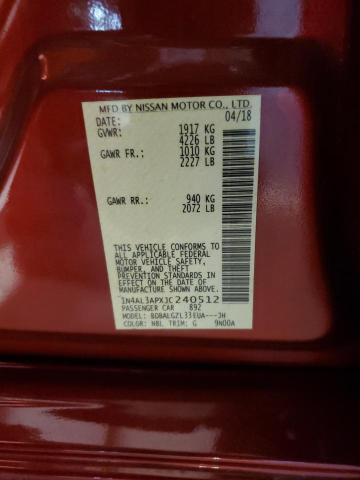 MFD BY NISSAN MOTOR CO., LTD.
DATE: 04/18
GVWR: 1917 KG
4226 LB
GAWR FR: 1010 KG
2227 LB
GAWR RR: 940 KG
2072 LB
THIS VEHICLE CONFORMS TO
ALL APPLICABLE FEDERAL
MOTOR VEHICLE SAFETY,
BUMPER, AND THEFT
PREVENTION STANDARDS IN
EFFECT ON THE DATE OF
MANUFACTURE SHOWN ABOVE.
1N4AL3APXJC240512
PASSENGER CAR 892
MODEL: BDBALGZL33EUA---JH
COLOR: NBL TRIM: G 9N00A